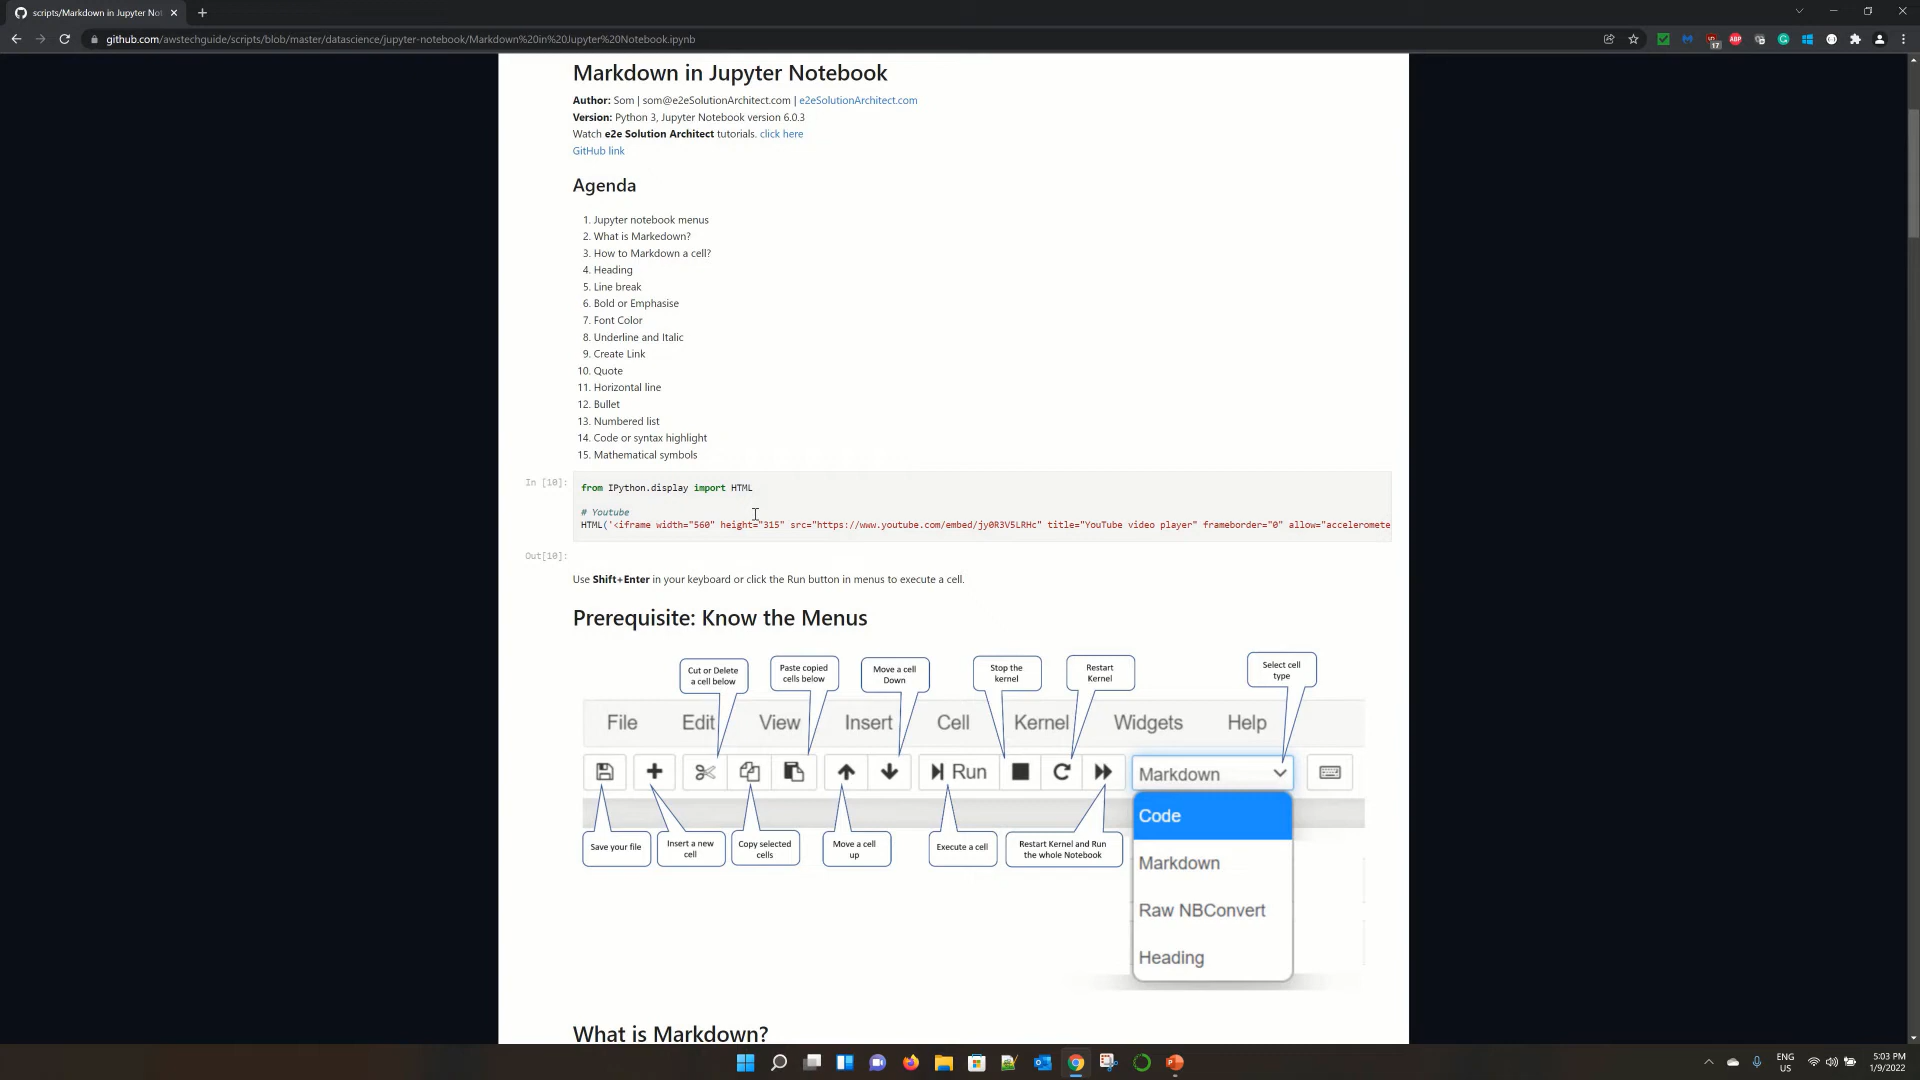 scripts/Markdown in Jupyter Not
github.com/awstechguide/scripts/blob/master/datascience/jupyter-notebook/Markdown%20in%20Jupyter%20Notebook.ipynb
17
ABP
Markdown in Jupyter Notebook
Author: Som | som@e2eSolutionArchitect.com | e2eSolutionArchitect.com
Version: Python 3, Jupyter Notebook version 6.0.3
Watch e2e Solution Architect tutorials. click here
GitHub link
Agenda
1. Jupyter notebook menus
2. What is Markedown?
3. How to Markdown a cell?
4. Heading
5. Line break
6. Bold or Emphasise
7. Font Color
8. Underline and Italic
9. Create Link
10. Quote
11. Horizontal line
12. Bullet
13. Numbered list
14. Code or syntax highlight
15. Mathematical symbols
In [10]:
from IPython.display import HTML
# Youtube
HTML('<iframe width="560" height="315" src="https://www.youtube.com/embed/jy0R3V5LRHc" title="YouTube video player" frameborder="0" allow="acceleromete
Out[10]:
Use Shift+Enter in your keyboard or click the Run button in menus to execute a cell.
Prerequisite: Know the Menus
Cut or Delete
a cell below
Paste copied
cells below
Move a cell
Down
Stop the
kernel
Restart
Kernel
Select cell
type
File Edit View Insert Cell Kernel Widgets Help
Run
Markdown
Code
Markdown
Raw NBConvert
Heading
Save your file
Insert a new
cell
Copy selected
cells
Move a cell
up
Execute a cell
Restart Kernel and Run
the whole Notebook
What is Markdown?
ENG
US
5:03 PM
1/9/2022